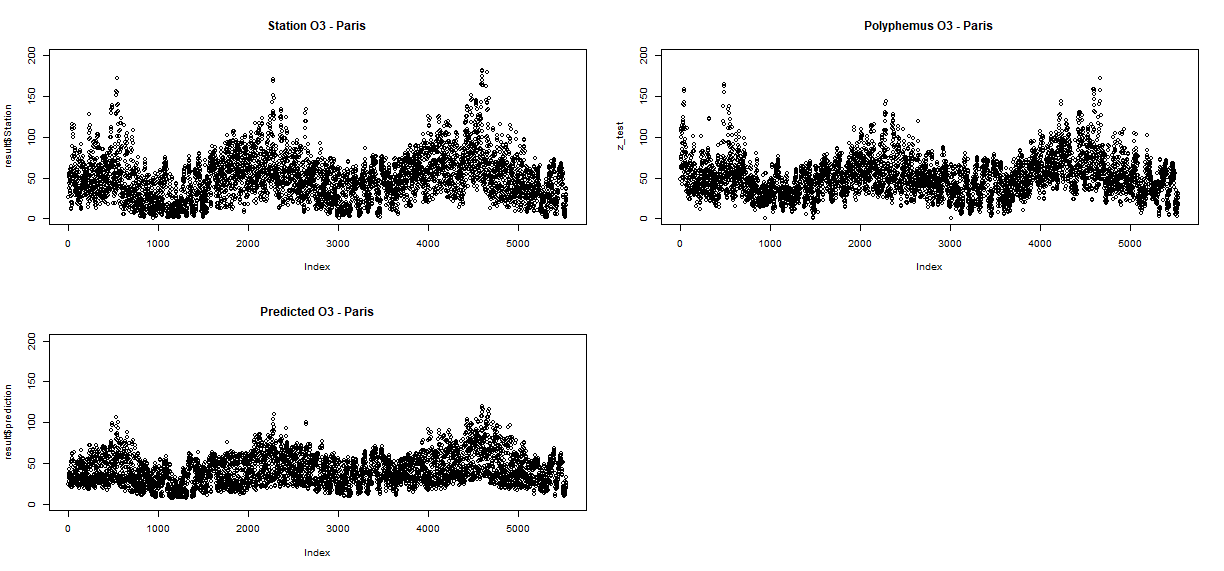 Station O3 - Paris
result$Station
0 50 100 150 200
0 1000 2000 3000 4000 5000
Index
Polyphemus O3 - Paris
z_test
0 50 100 150 200
0 1000 2000 3000 4000 5000
Index
Predicted O3 - Paris
result$prediction
0 50 100 150 200
0 1000 2000 3000 4000 5000
Index